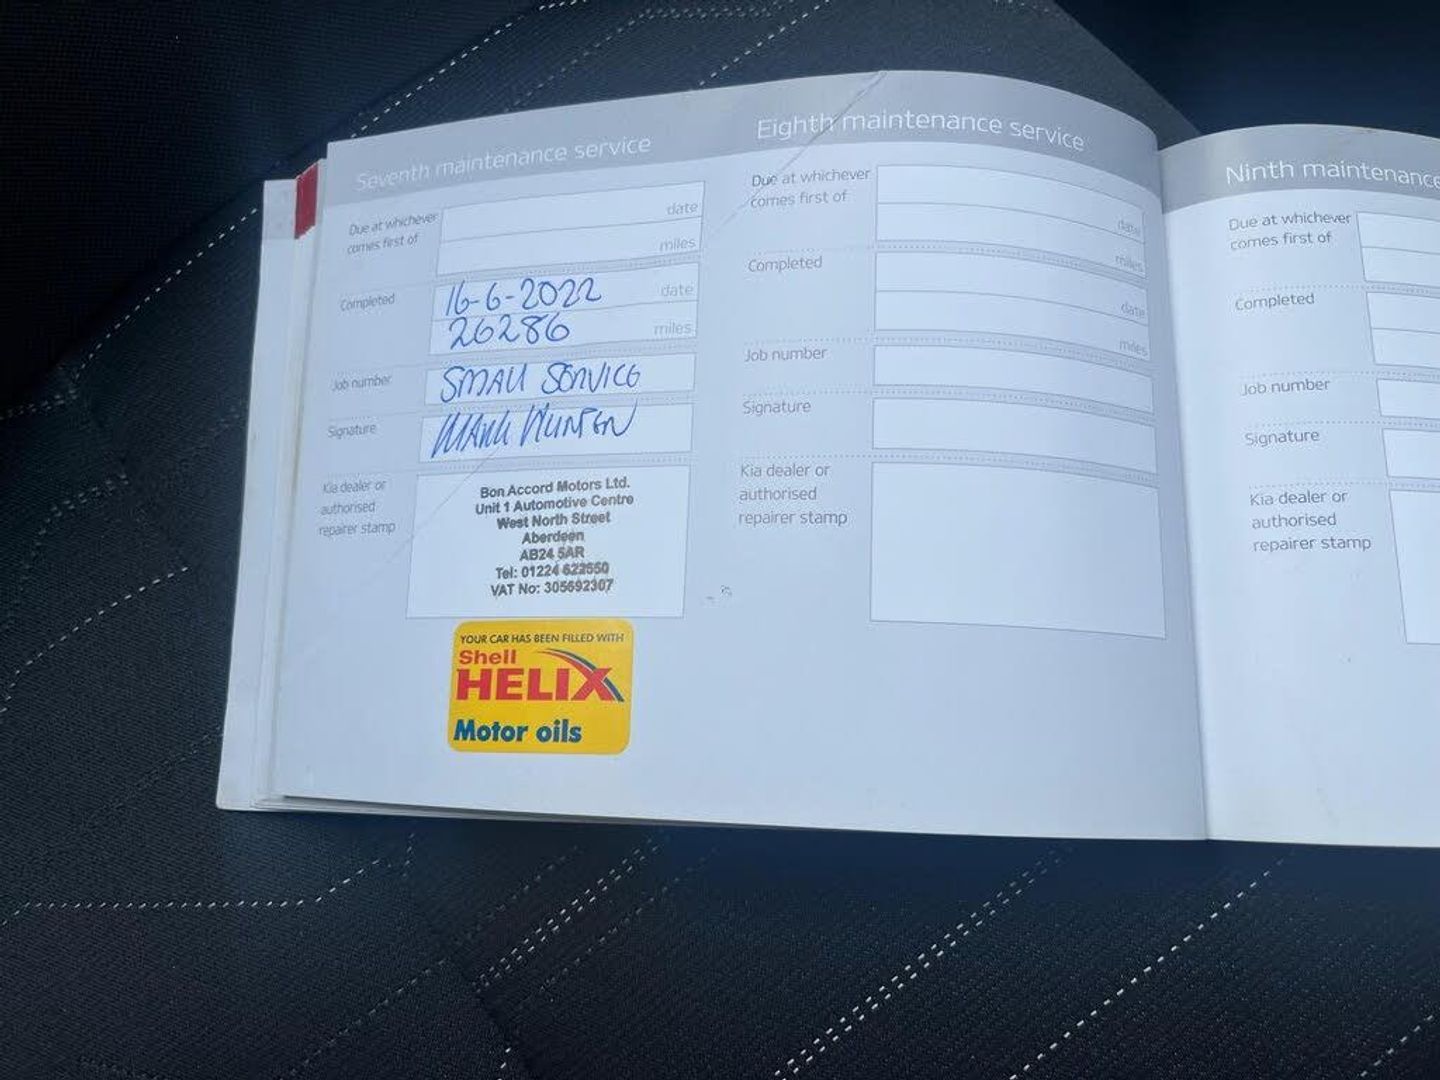 Seventh maintenance service
Due at whichever
comes first of
date
miles
Completed
16-6-2022 date
26286 miles
Job number
SMALL SERVICE
Signature
MARK HUNTER
Kia dealer or
authorised
repairer stamp
Bon Accord Motors Ltd.
Unit 1 Automotive Centre
West North Street
Aberdeen
AB24 5AR
Tel: 01224 622550
VAT No: 305692307
YOUR CAR HAS BEEN FILLED WITH
Shell
HELIX
Motor oils
Eighth maintenance service
Due at whichever
comes first of
date
miles
Completed
date
miles
Job number
Signature
Kia dealer or
authorised
repairer stamp
Ninth maintenance
Due at whichever
comes first of
Completed
Job number
Signature
Kia dealer or
authorised
repairer stamp